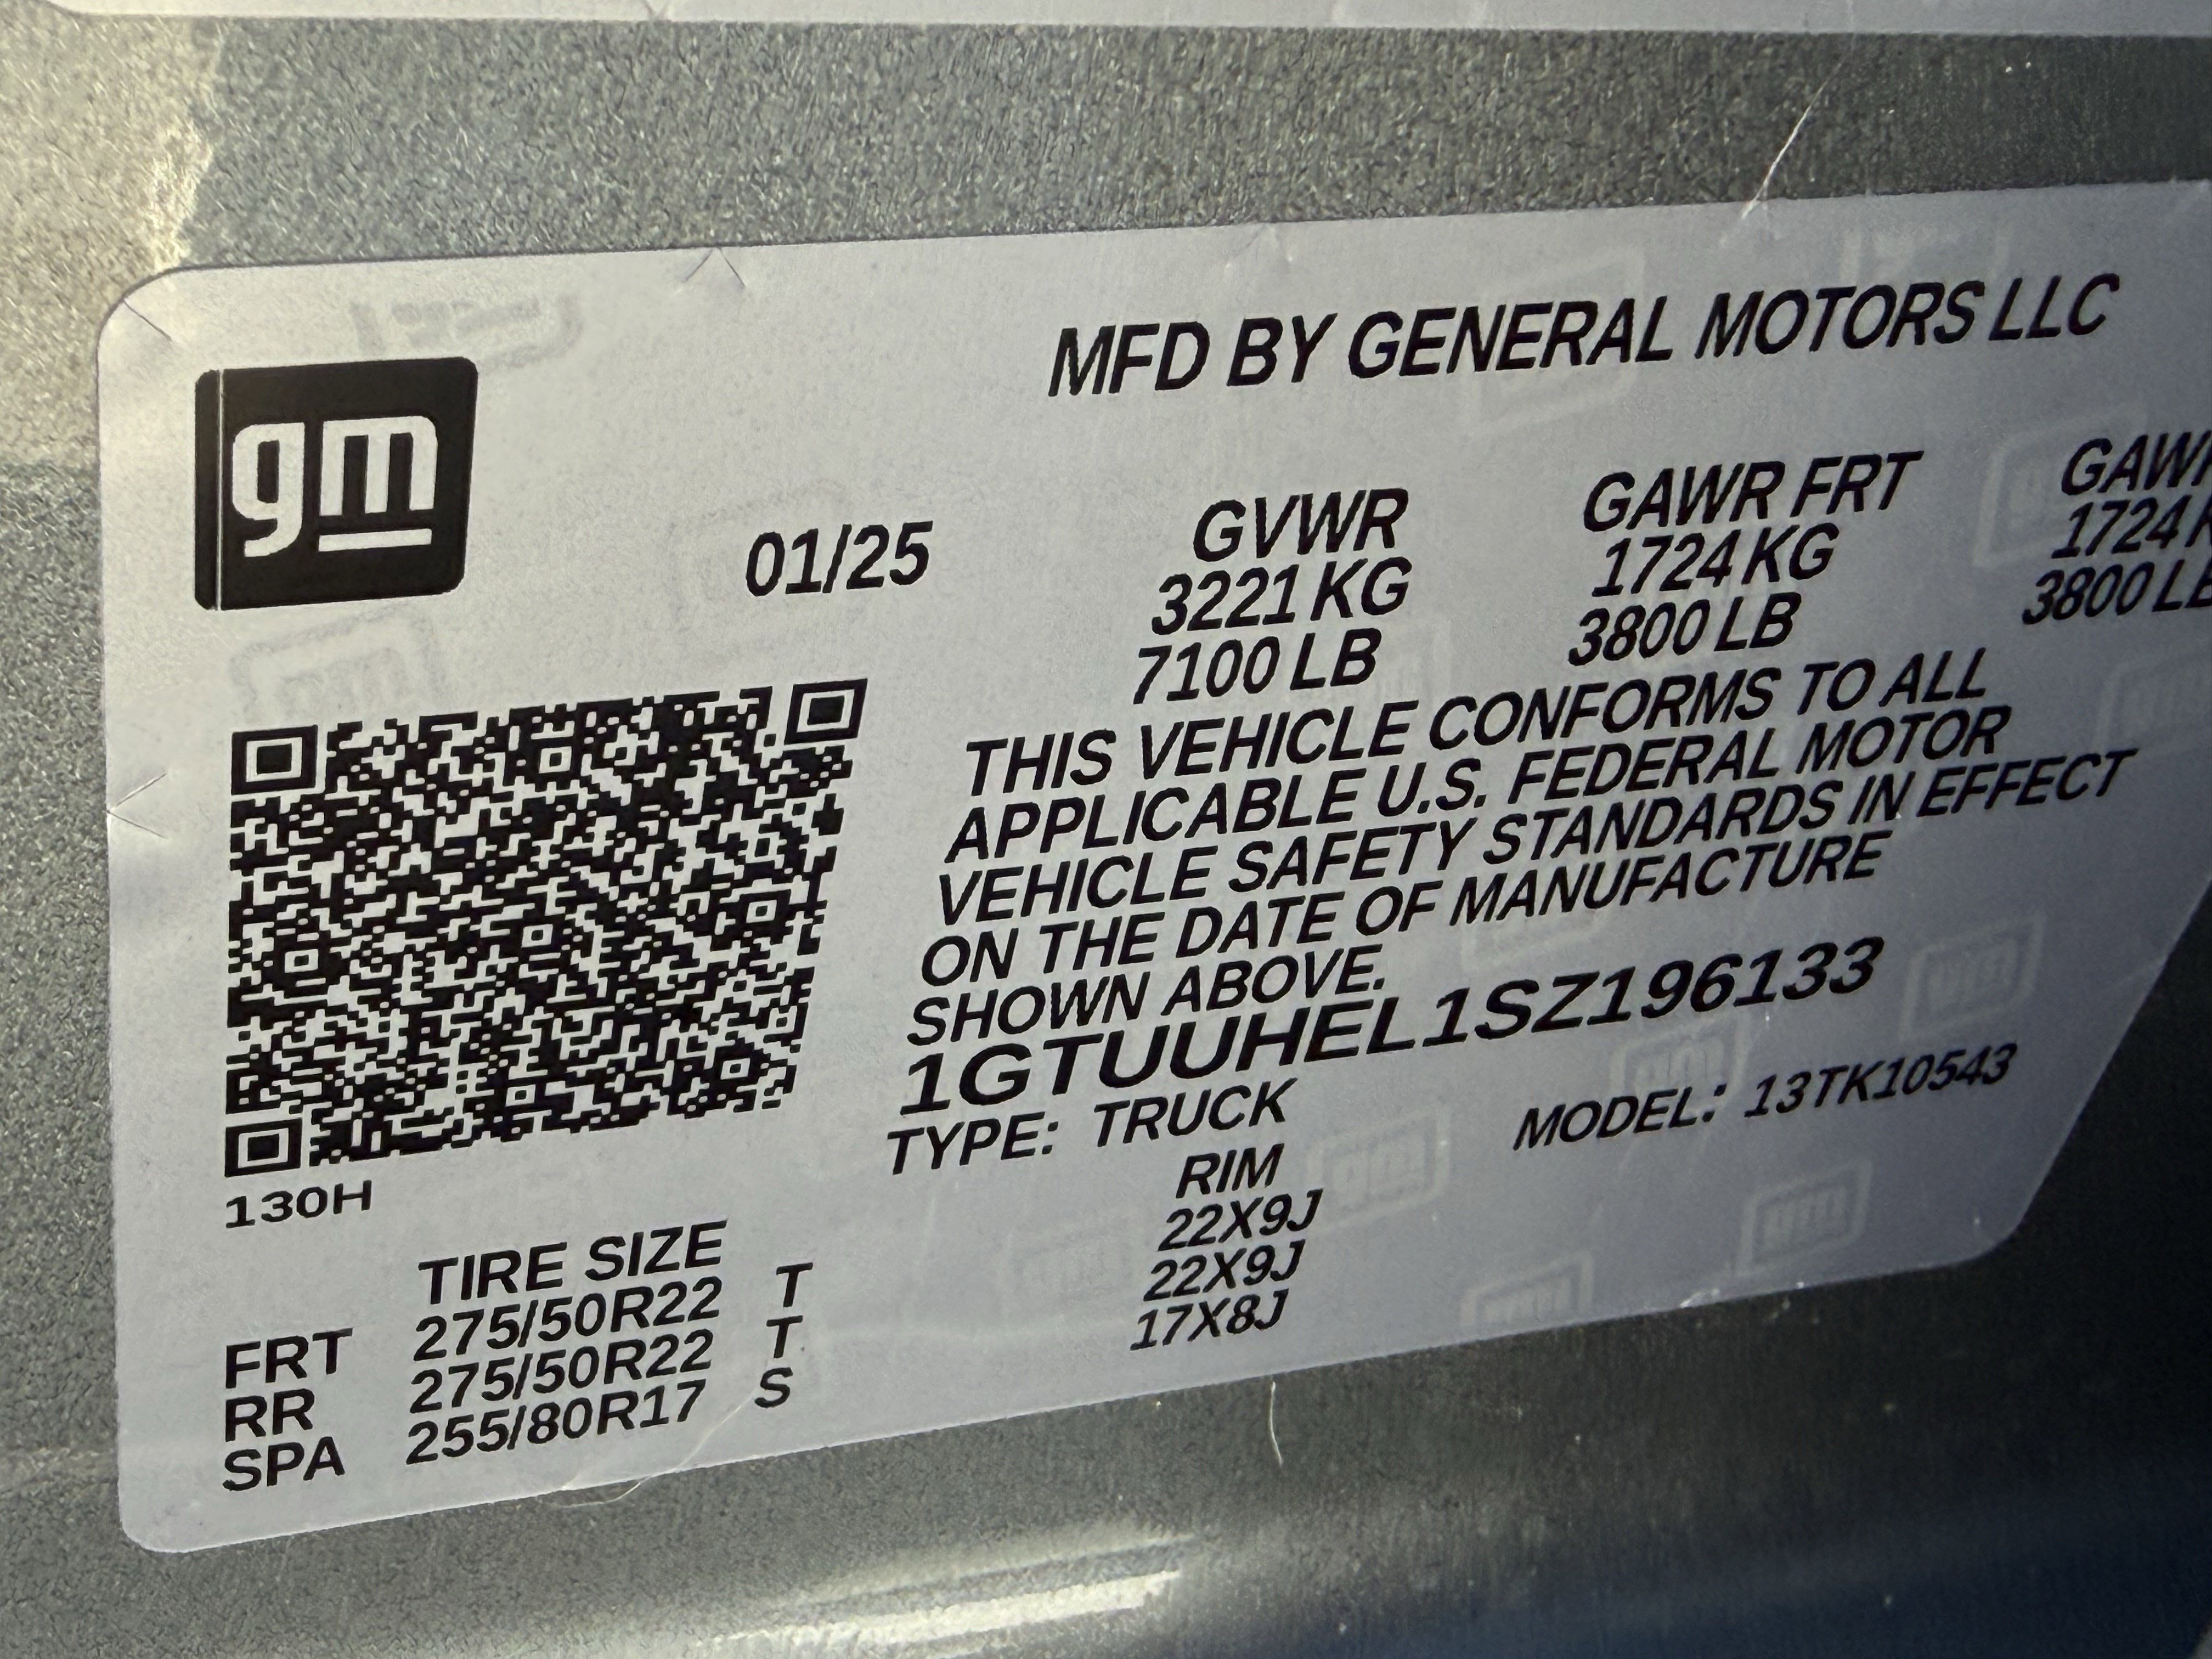 gm
MFD BY GENERAL MOTORS LLC
01/25
GVWR GAWR FRT
3221 KG 1724 KG 1724
7100 LB 3800 LB 3800
THIS VEHICLE CONFORMS TO ALL
APPLICABLE U.S. FEDERAL MOTOR
VEHICLE SAFETY STANDARDS IN EFFECT
ON THE DATE OF MANUFACTURE
SHOWN ABOVE.
1GTUUHEL1SZ196133
TYPE: TRUCK MODEL: 13TK10543
130H
TIRE SIZE RIM
FRT 275/50R22 T 22X9J
RR 275/50R22 T 22X9J
SPA 255/80R17 S 17X8J